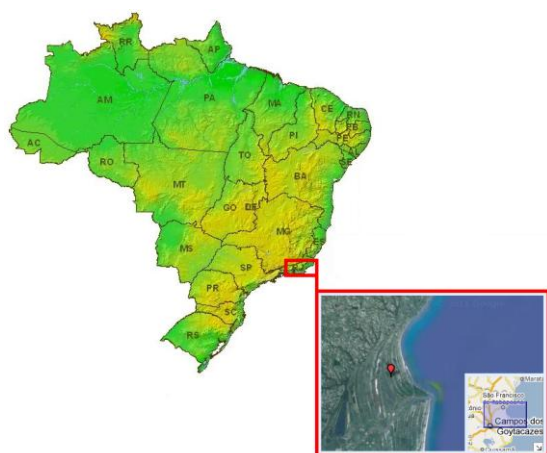 RR
AP
AM
PA
MA
CE
RN
PB
PE
PI
AC
RO
TO
SE
MT
BA
GO
DF
MG
ES
MS
SP
PR
SC
RS
São Francisco
de Itabapoana
Campos dos
Goytacazes